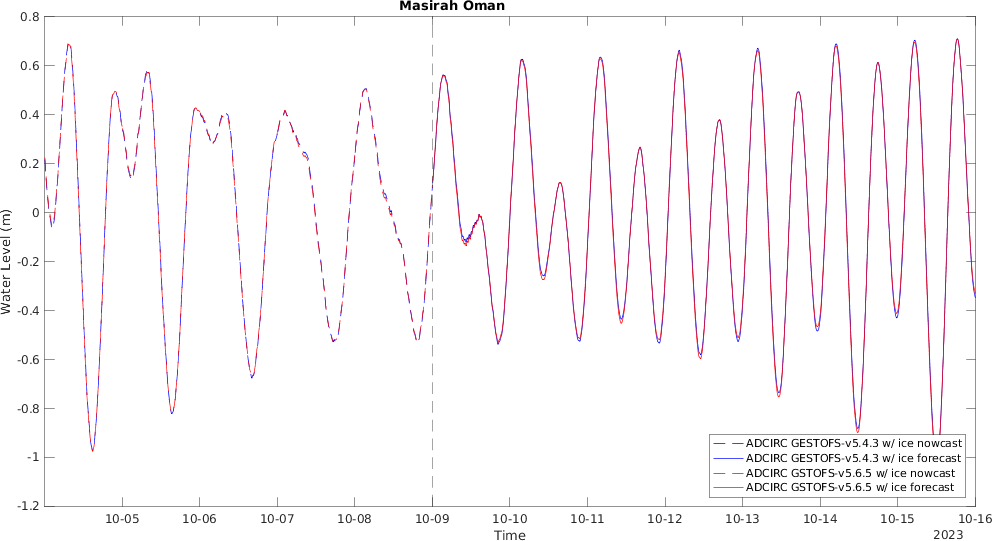 Masirah Oman
0.8
0.6
0.4
0.2
0
-0.2
-0.4
-0.6
-0.8
-1
-1.2
Water Level (m)
10-05 10-06 10-07 10-08 10-09 10-10 10-11 10-12 10-13 10-14 10-15 10-16
Time
2023
ADCIRC GESTOFS-v5.4.3 w/ ice nowcast
ADCIRC GESTOFS-v5.4.3 w/ ice forecast
ADCIRC GSTOFS-v5.6.5 w/ ice nowcast
ADCIRC GSTOFS-v5.6.5 w/ ice forecast